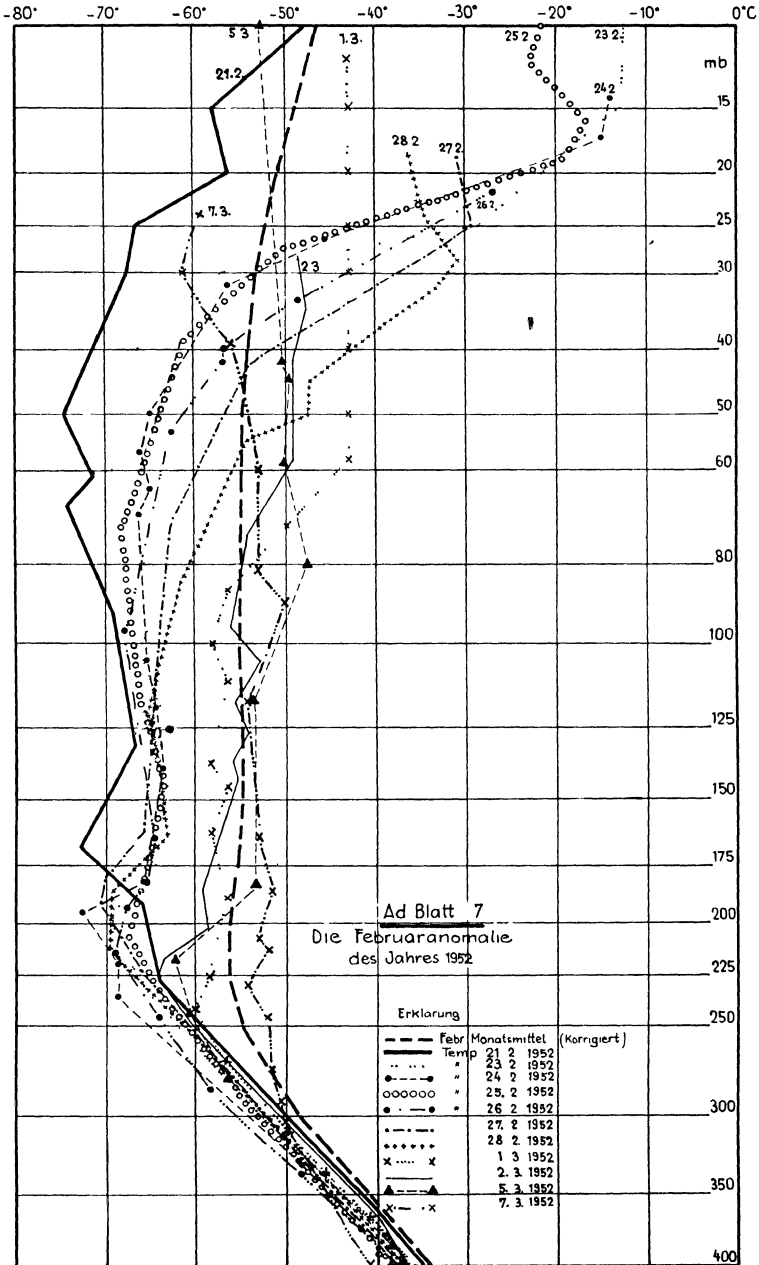 -80° -70° -60° -50° -40° -30° -20° -10° 0°C
5 3
1.3.
25 2
23 2
mb
21.2.
24 2
15
28 2
27 2
20
7.3.
26 2.
25
2 3
30
40
50
60
80
100
125
150
175
Ad Blatt 7
200
Die Februaranomalie
des Jahres 1952
225
Erklarung
250
Febr. Monatsmittel (Korrigiert)
Temp 21 2 1952
" 23 2 1952
" 24 2 1952
" 25. 2 1952
" 26 2 1952
27. 2 1952
300
28 2 1952
1 3 1952
2. 3. 1952
350
5. 3. 1952
7. 3. 1952
400